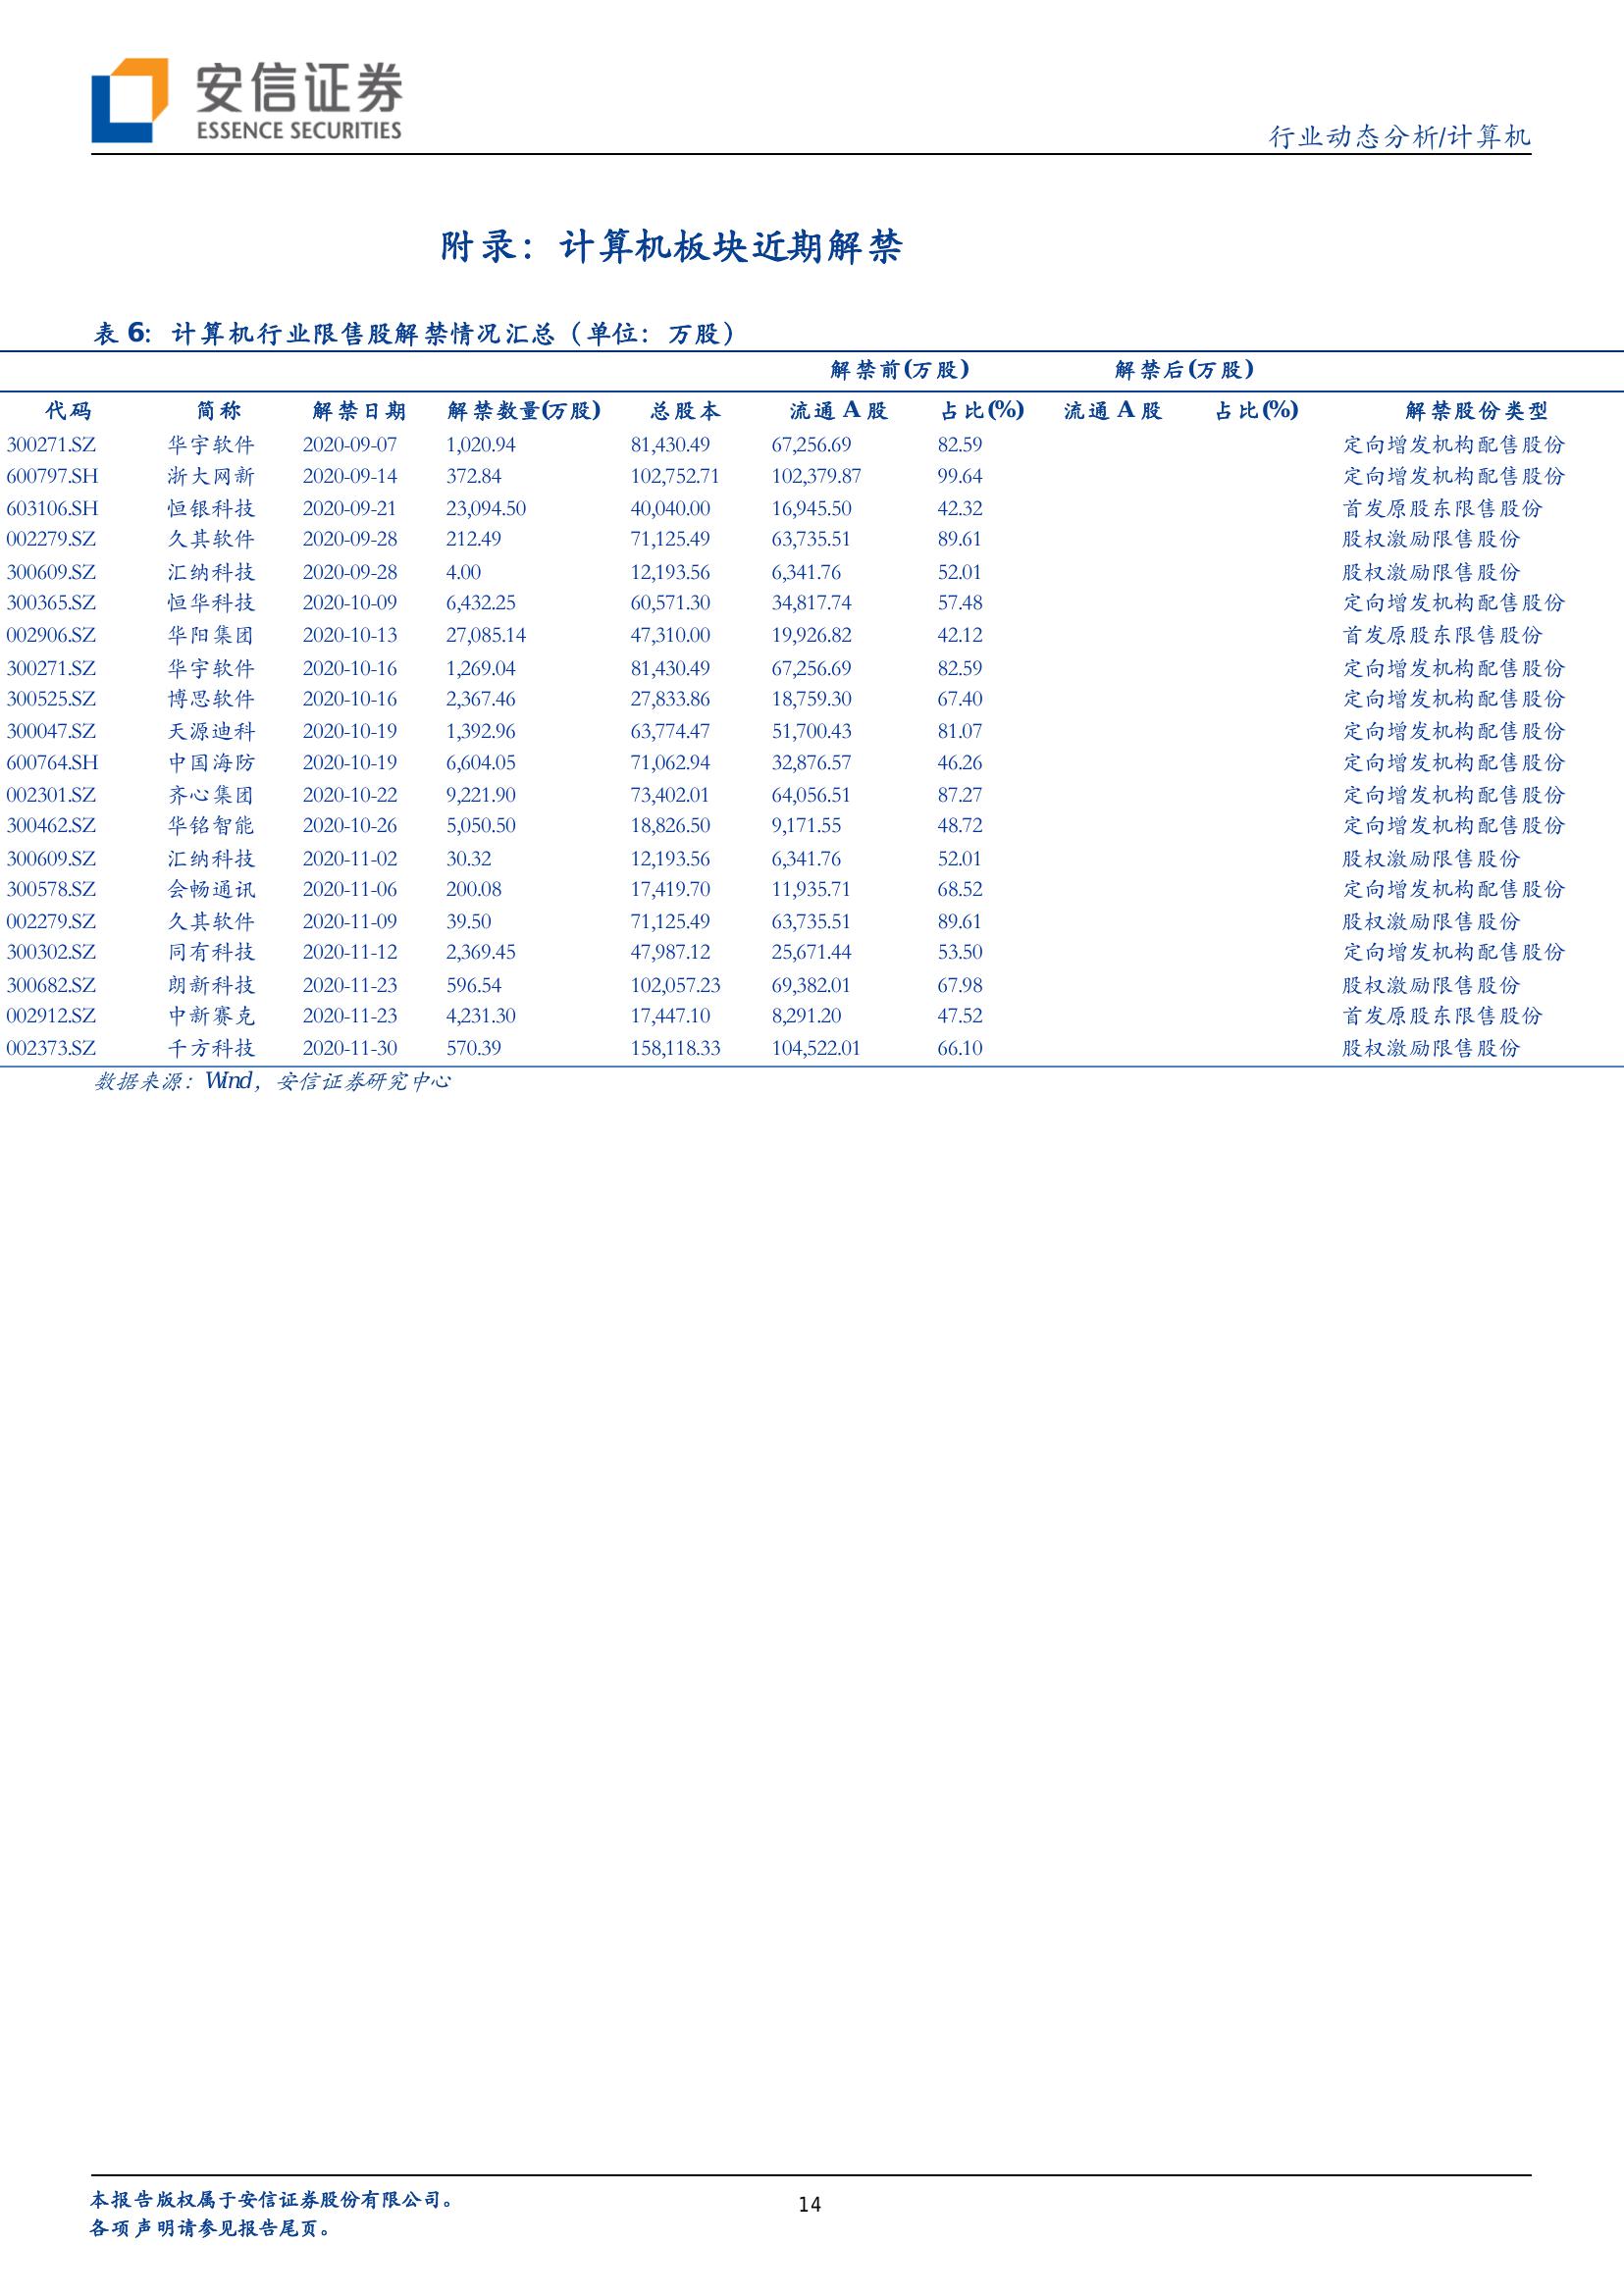 安信证券
ESSENCE SECURITIES
行业动态分析/计算机
附录：计算机板块近期解禁
表 6：计算机行业限售股解禁情况汇总（单位：万股）
解禁前(万股) 解禁后(万股)
代码 简称 解禁日期 解禁数量(万股) 总股本 流通 A 股 占比(%) 流通 A 股 占比(%) 解禁股份类型
300271.SZ 华宇软件 2020-09-07 1,020.94 81,430.49 67,256.69 82.59 定向增发机构配售股份
600797.SH 浙大网新 2020-09-14 372.84 102,752.71 102,379.87 99.64 定向增发机构配售股份
603106.SH 恒银科技 2020-09-21 23,094.50 40,040.00 16,945.50 42.32 首发原股东限售股份
002279.SZ 久其软件 2020-09-28 212.49 71,125.49 63,735.51 89.61 股权激励限售股份
300609.SZ 汇纳科技 2020-09-28 4.00 12,193.56 6,341.76 52.01 股权激励限售股份
300365.SZ 恒华科技 2020-10-09 6,432.25 60,571.30 34,817.74 57.48 定向增发机构配售股份
002906.SZ 华阳集团 2020-10-13 27,085.14 47,310.00 19,926.82 42.12 首发原股东限售股份
300271.SZ 华宇软件 2020-10-16 1,269.04 81,430.49 67,256.69 82.59 定向增发机构配售股份
300525.SZ 博思软件 2020-10-16 2,367.46 27,833.86 18,759.30 67.40 定向增发机构配售股份
300047.SZ 天源迪科 2020-10-19 1,392.96 63,774.47 51,700.43 81.07 定向增发机构配售股份
600764.SH 中国海防 2020-10-19 6,604.05 71,062.94 32,876.57 46.26 定向增发机构配售股份
002301.SZ 齐心集团 2020-10-22 9,221.90 73,402.01 64,056.51 87.27 定向增发机构配售股份
300462.SZ 华铭智能 2020-10-26 5,050.50 18,826.50 9,171.55 48.72 定向增发机构配售股份
300609.SZ 汇纳科技 2020-11-02 30.32 12,193.56 6,341.76 52.01 股权激励限售股份
300578.SZ 会畅通讯 2020-11-06 200.08 17,419.70 11,935.71 68.52 定向增发机构配售股份
002279.SZ 久其软件 2020-11-09 39.50 71,125.49 63,735.51 89.61 股权激励限售股份
300302.SZ 同有科技 2020-11-12 2,369.45 47,987.12 25,671.44 53.50 定向增发机构配售股份
300682.SZ 朗新科技 2020-11-23 596.54 102,057.23 69,382.01 67.98 股权激励限售股份
002912.SZ 中新赛克 2020-11-23 4,231.30 17,447.10 8,291.20 47.52 首发原股东限售股份
002373.SZ 千方科技 2020-11-30 570.39 158,118.33 104,522.01 66.10 股权激励限售股份
数据来源：Wind，安信证券研究中心
本报告版权属于安信证券股份有限公司。
14
各项声明请参见报告尾页。